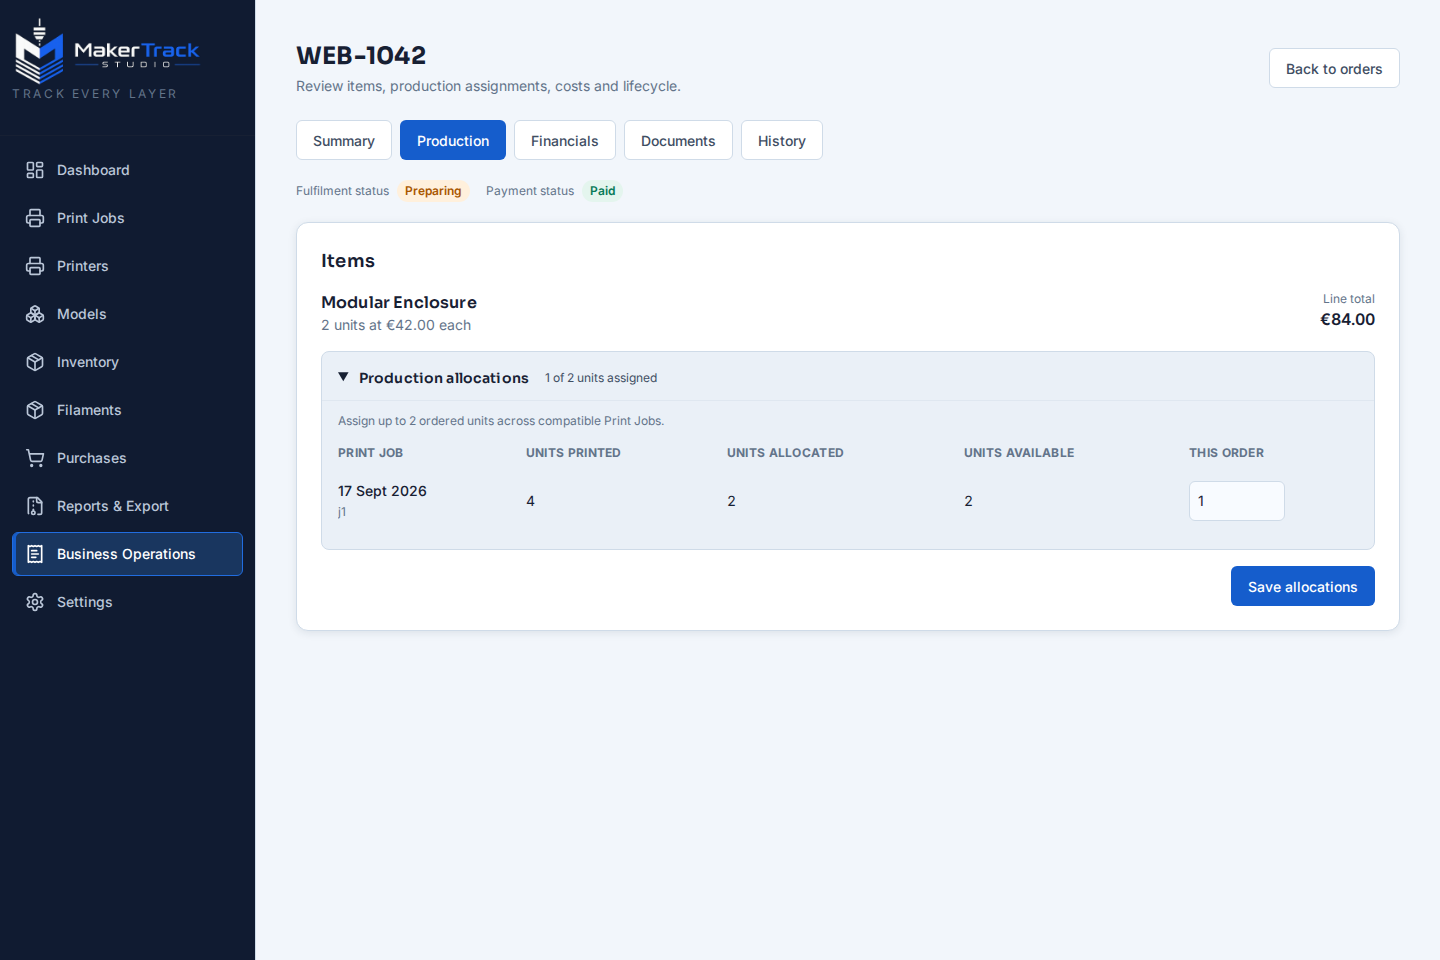 MakerTrack
STUDIO
TRACK EVERY LAYER
Dashboard
Print Jobs
Printers
Models
Inventory
Filaments
Purchases
Reports & Export
Business Operations
Settings
WEB-1042
Review items, production assignments, costs and lifecycle.
Back to orders
Summary
Production
Financials
Documents
History
Fulfilment status Preparing Payment status Paid
Items
Modular Enclosure
2 units at €42.00 each
Line total
€84.00
Production allocations 1 of 2 units assigned
Assign up to 2 ordered units across compatible Print Jobs.
PRINT JOB UNITS PRINTED UNITS ALLOCATED UNITS AVAILABLE THIS ORDER
17 Sept 2026
j1
4 2 2 1
Save allocations